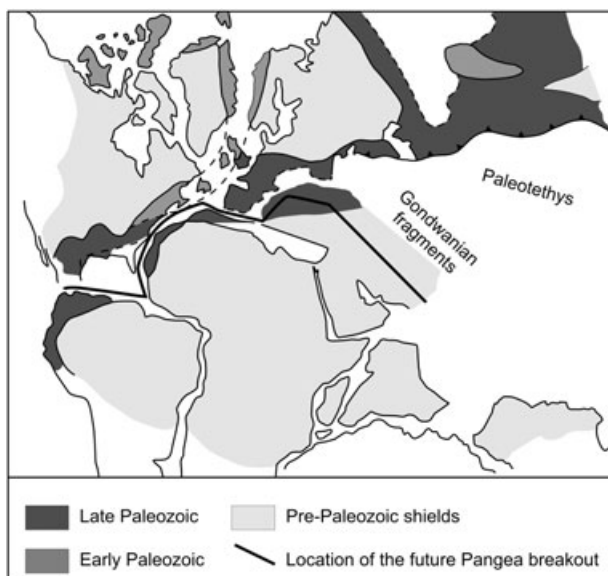 Paleotethys
Gondwanian
fragments
Late Paleozoic
Pre-Paleozoic shields
Early Paleozoic
Location of the future Pangea breakout